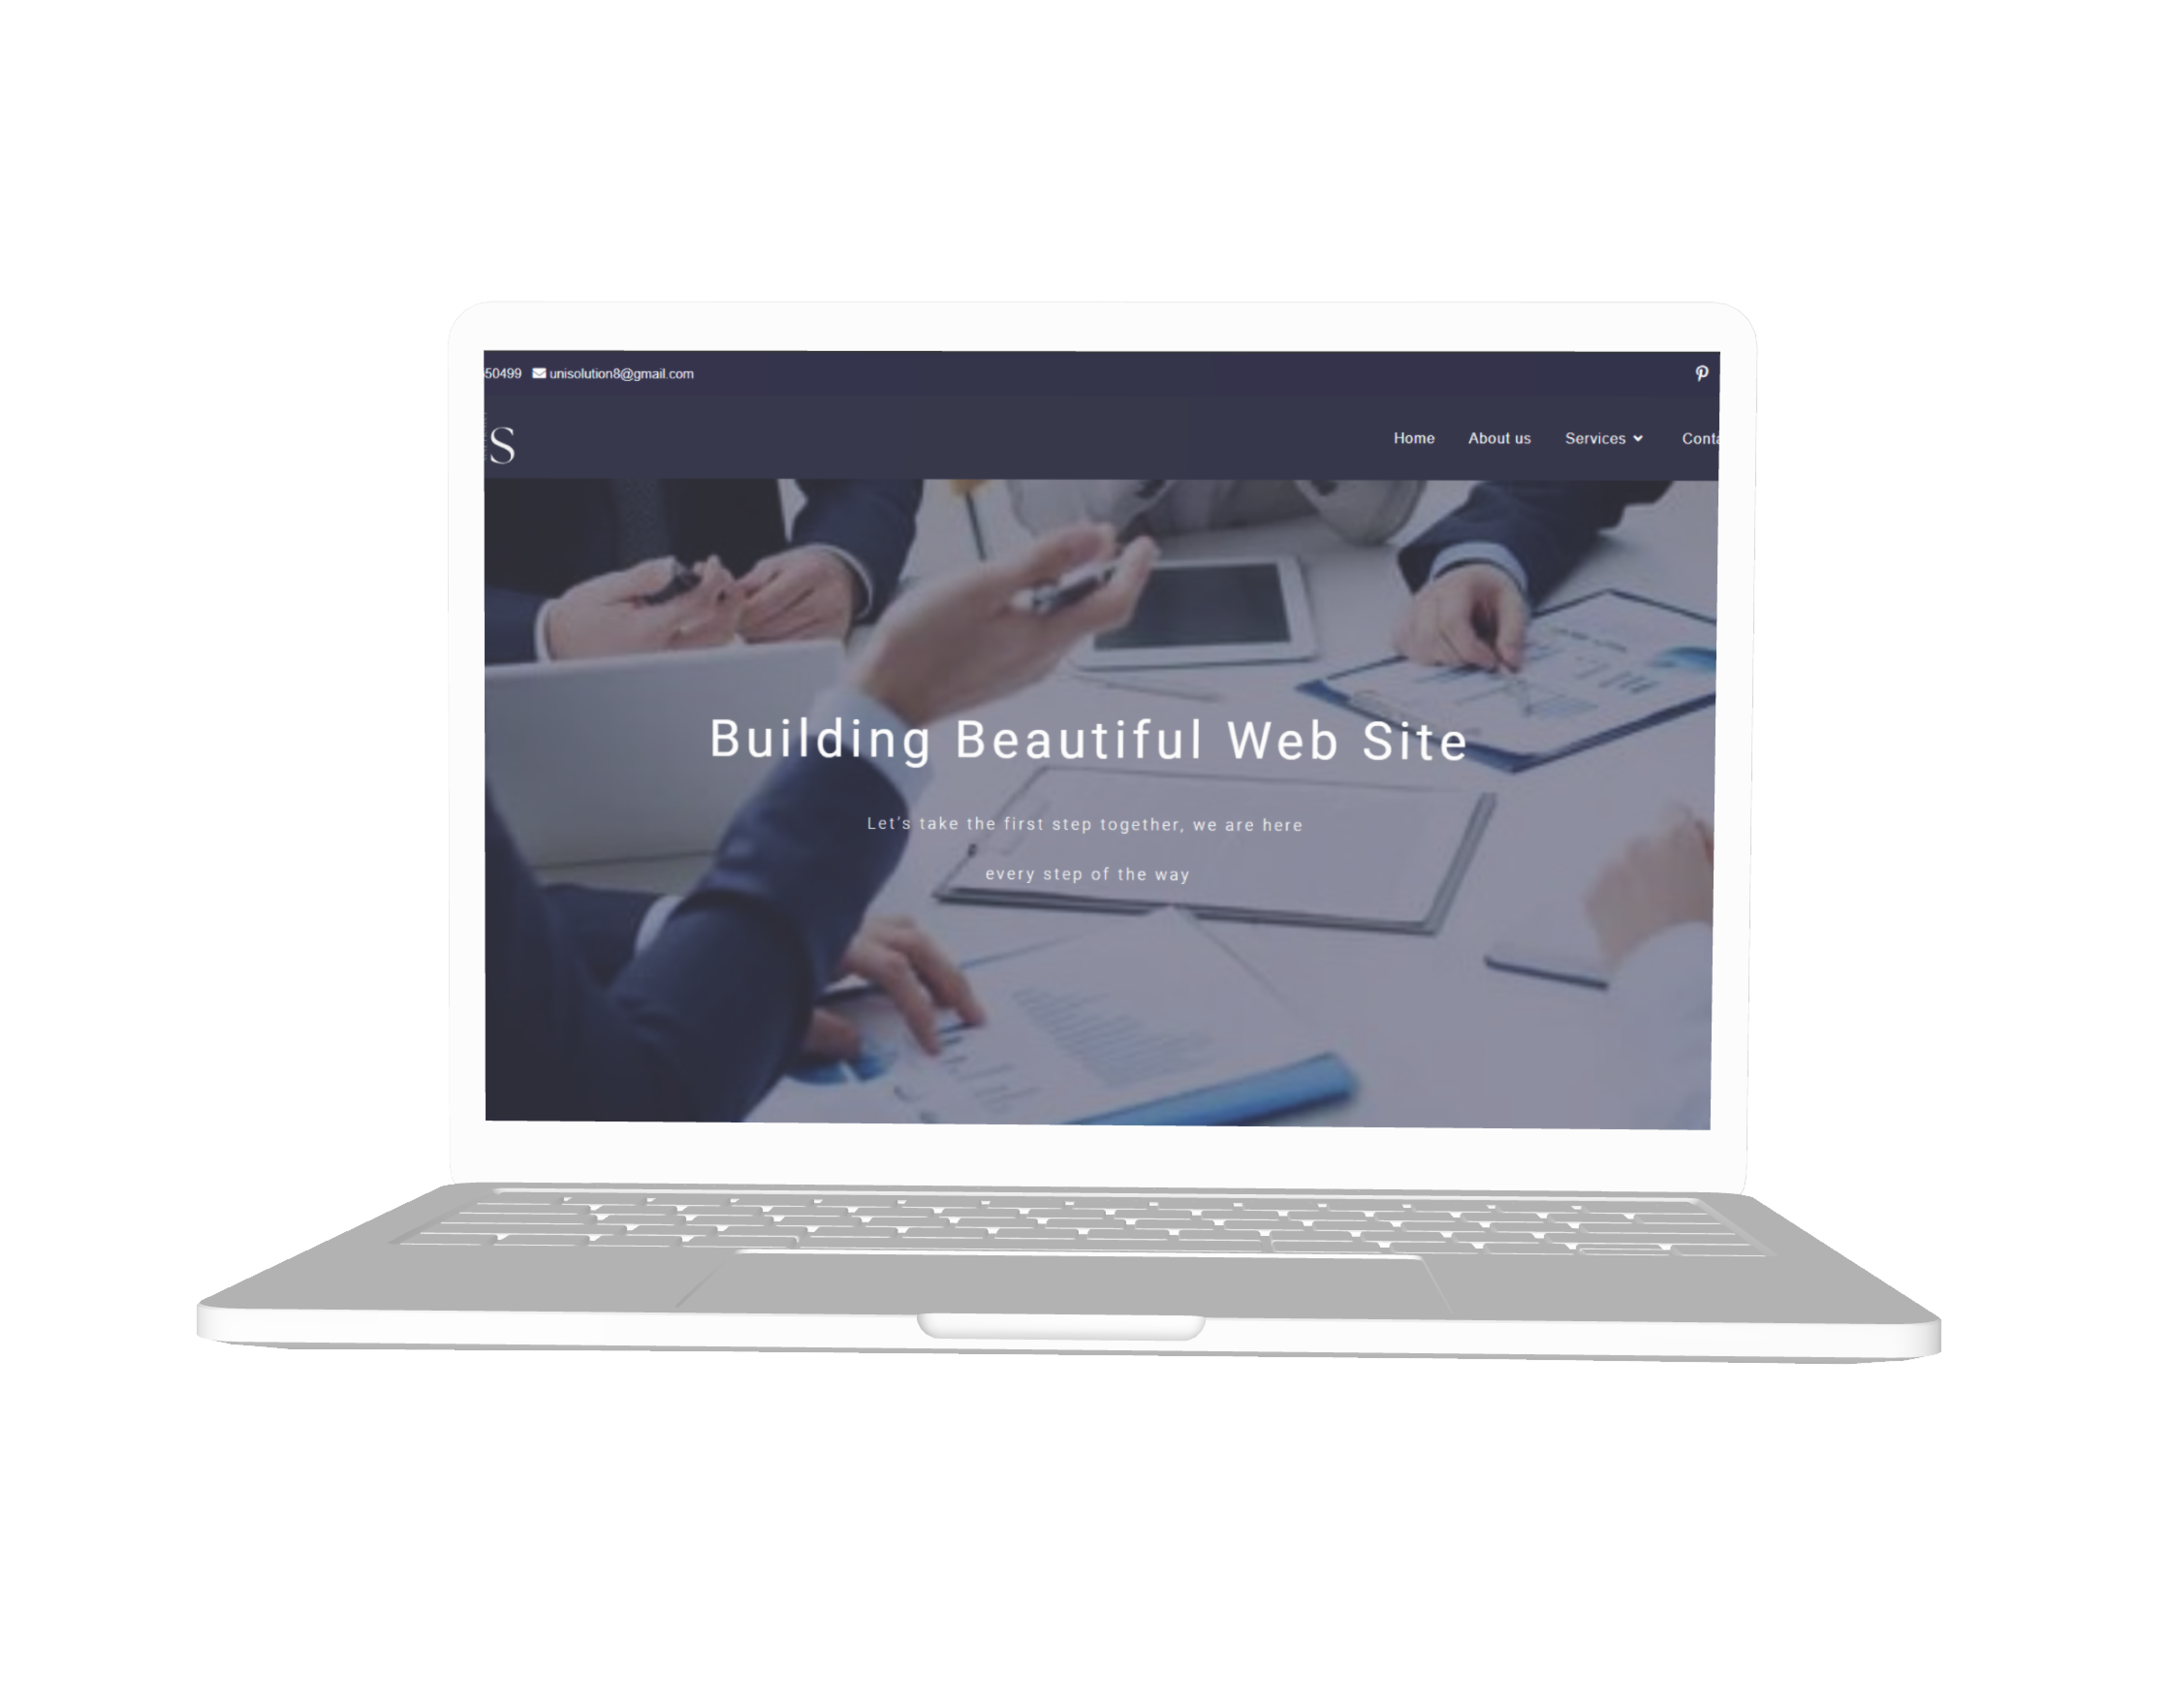 50499 unisolution8@gmail.com
S
Home About us Services
Building Beautiful Web Site
Let's take the first step together, we are here
every step of the way